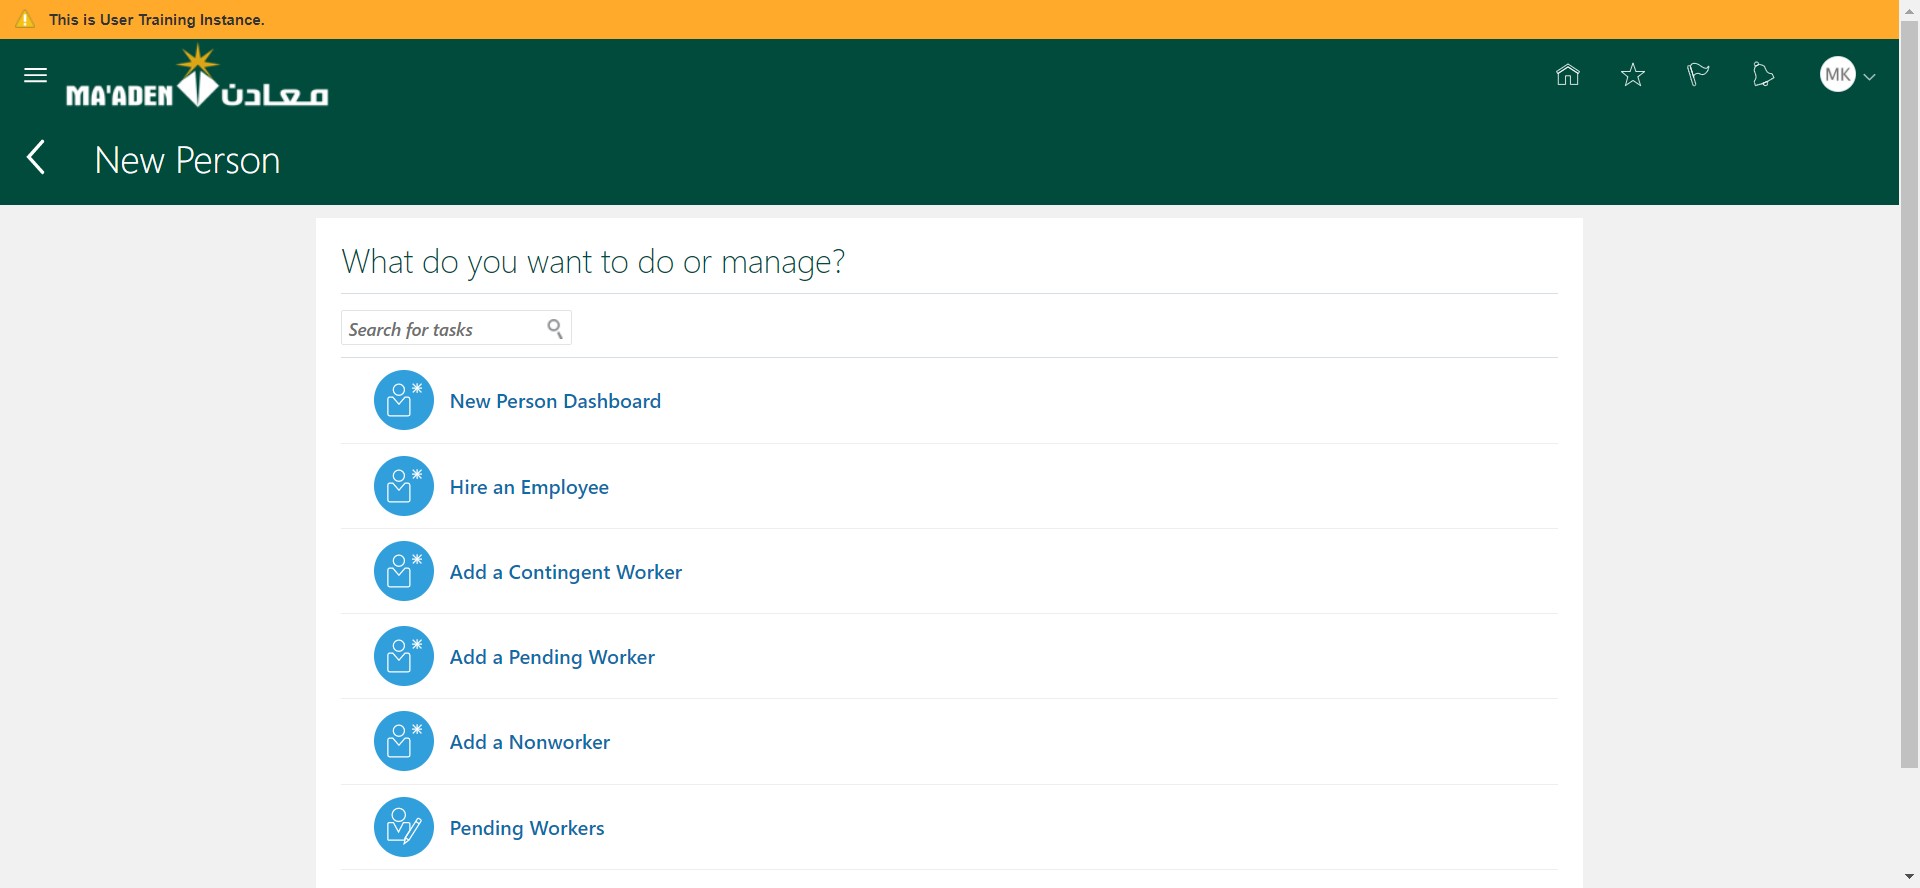 This is User Training Instance.
MA'ADEN معادن
MK
New Person
What do you want to do or manage?
Search for tasks
New Person Dashboard
Hire an Employee
Add a Contingent Worker
Add a Pending Worker
Add a Nonworker
Pending Workers